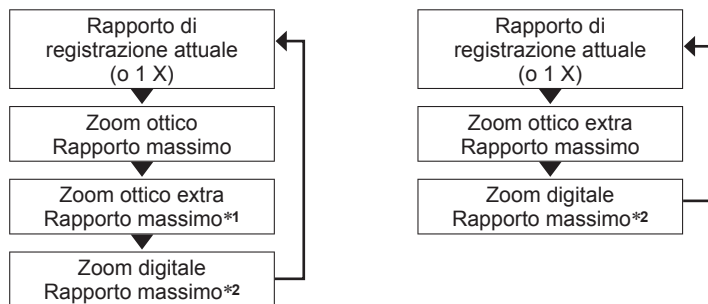 Rapporto di
registrazione attuale
(o 1 X)
Zoom ottico
Rapporto massimo
Zoom ottico extra
Rapporto massimo*1
Zoom digitale
Rapporto massimo*2
Rapporto di
registrazione attuale
(o 1 X)
Zoom ottico extra
Rapporto massimo
Zoom digitale
Rapporto massimo*2